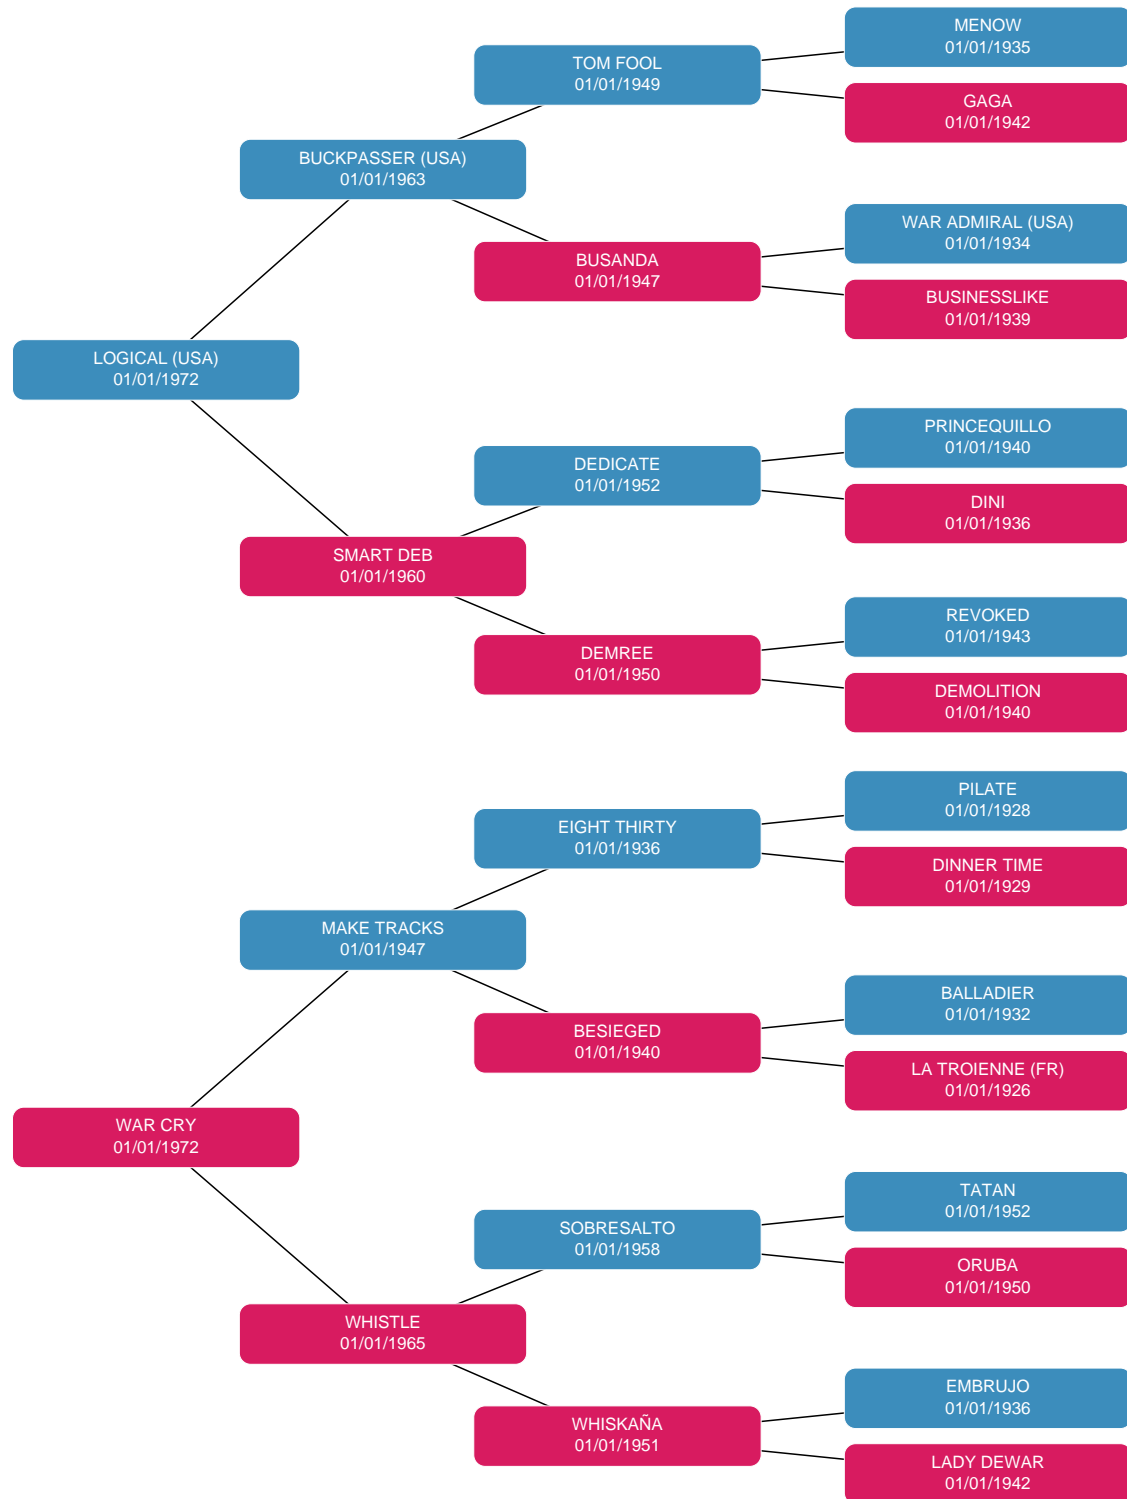 MENOW
01/01/1935
TOM FOOL
01/01/1949
GAGA
01/01/1942
BUCKPASSER (USA)
01/01/1963
WAR ADMIRAL (USA)
01/01/1934
BUSANDA
01/01/1947
BUSINESSLIKE
01/01/1939
LOGICAL (USA)
01/01/1972
PRINCEQUILLO
01/01/1940
DEDICATE
01/01/1952
DINI
01/01/1936
SMART DEB
01/01/1960
REVOKED
01/01/1943
DEMREE
01/01/1950
DEMOLITION
01/01/1940
PILATE
01/01/1928
EIGHT THIRTY
01/01/1936
DINNER TIME
01/01/1929
MAKE TRACKS
01/01/1947
BALLADIER
01/01/1932
BESIEGED
01/01/1940
LA TROIENNE (FR)
01/01/1926
WAR CRY
01/01/1972
TATAN
01/01/1952
SOBRESALTO
01/01/1958
ORUBA
01/01/1950
WHISTLE
01/01/1965
EMBRUJO
01/01/1936
WHISKAÑA
01/01/1951
LADY DEWAR
01/01/1942